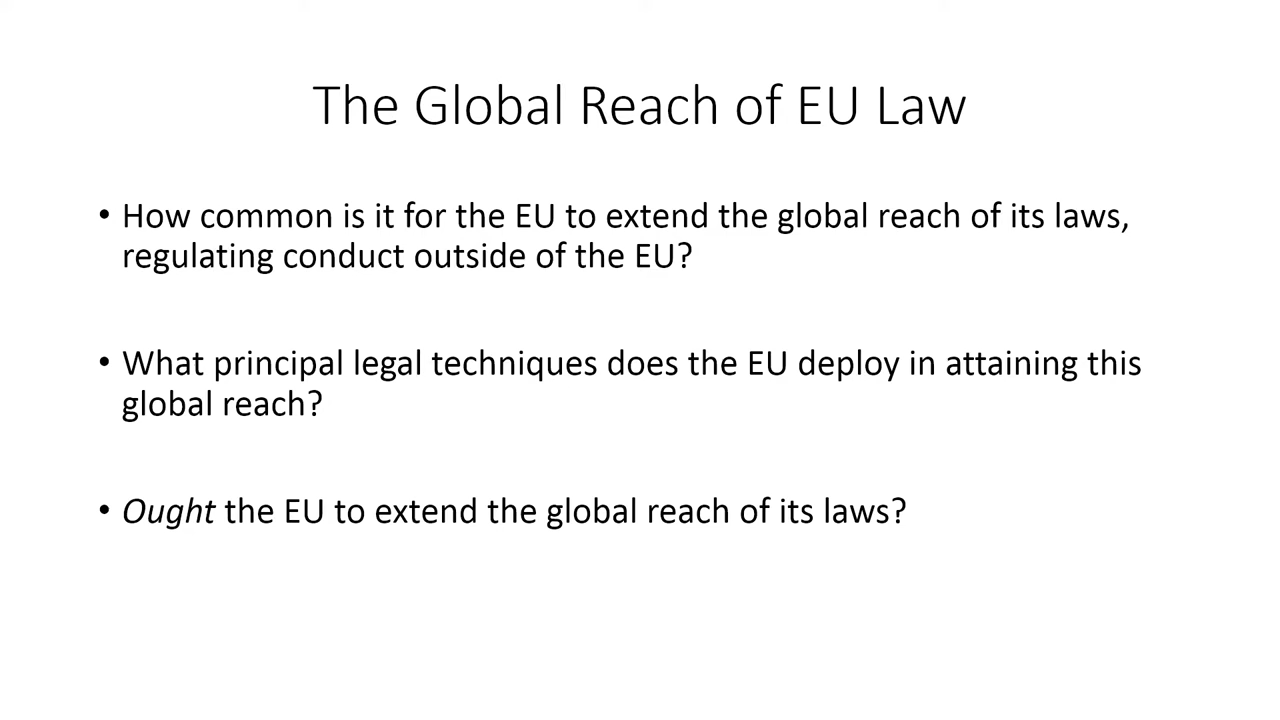 The Global Reach of EU Law
• How common is it for the EU to extend the global reach of its laws,
regulating conduct outside of the EU?
• What principal legal techniques does the EU deploy in attaining this
global reach?
• Ought the EU to extend the global reach of its laws?